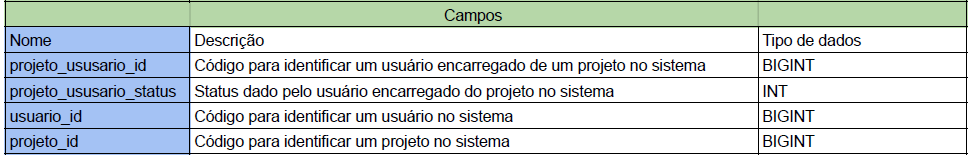 Campos
Nome Descrição Tipo de dados
projeto_ususario_id Código para identificar um usuário encarregado de um projeto no sistema BIGINT
projeto_ususario_status Status dado pelo usuário encarregado do projeto no sistema INT
usuario_id Código para identificar um usuário no sistema BIGINT
projeto_id Código para identificar um projeto no sistema BIGINT